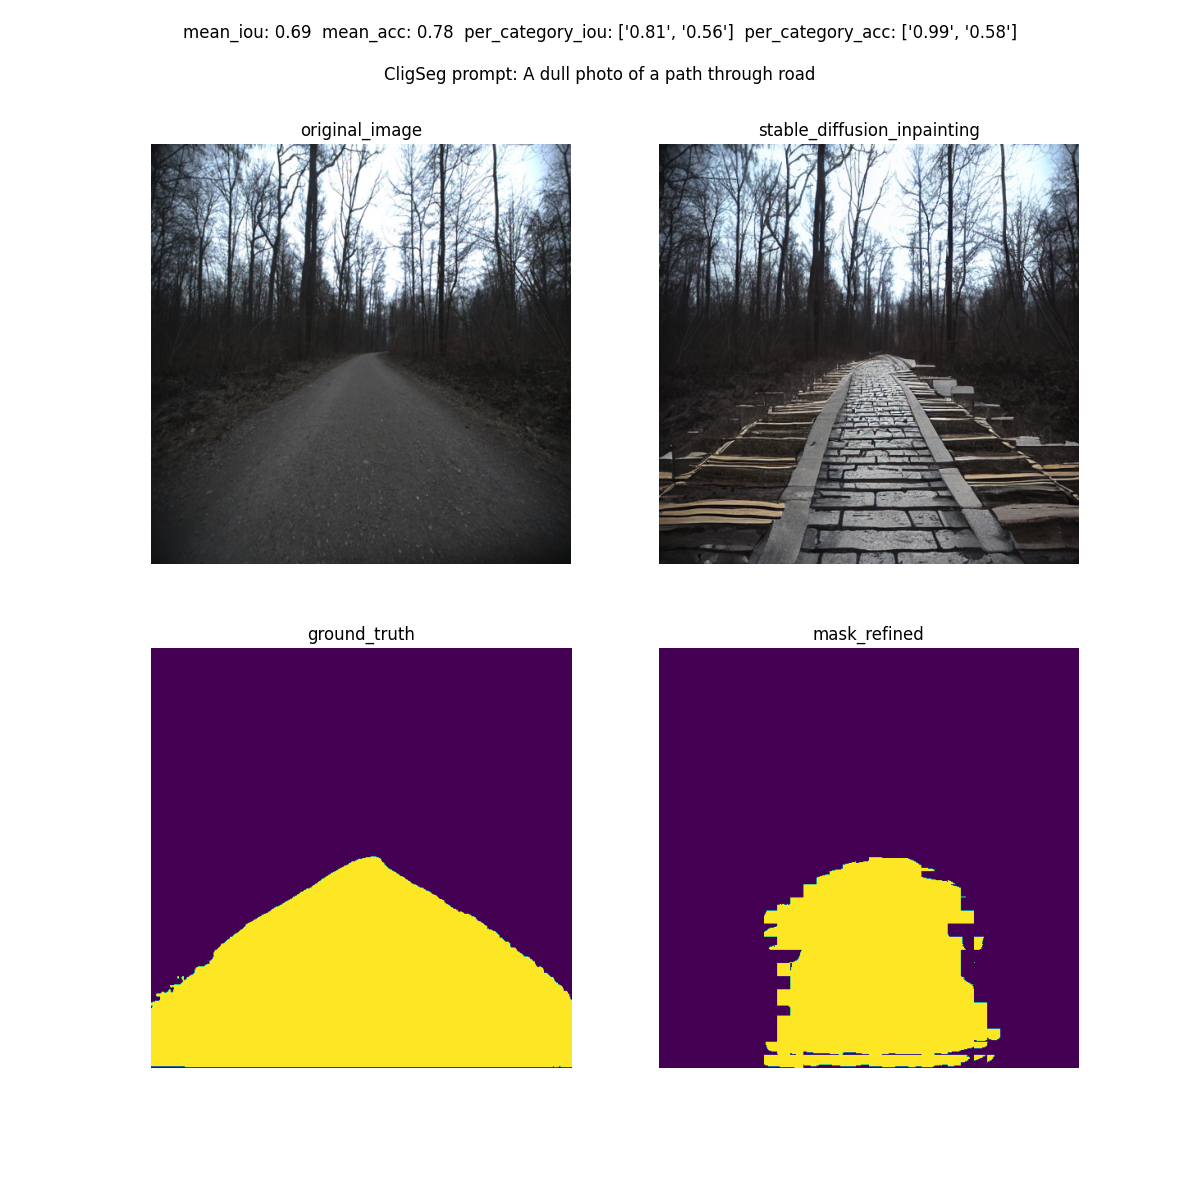 mean_iou: 0.69  mean_acc: 0.78  per_category_iou: ['0.81', '0.56']  per_category_acc: ['0.99', '0.58']
CligSeg prompt: A dull photo of a path through road
original_image
stable_diffusion_inpainting
ground_truth
mask_refined